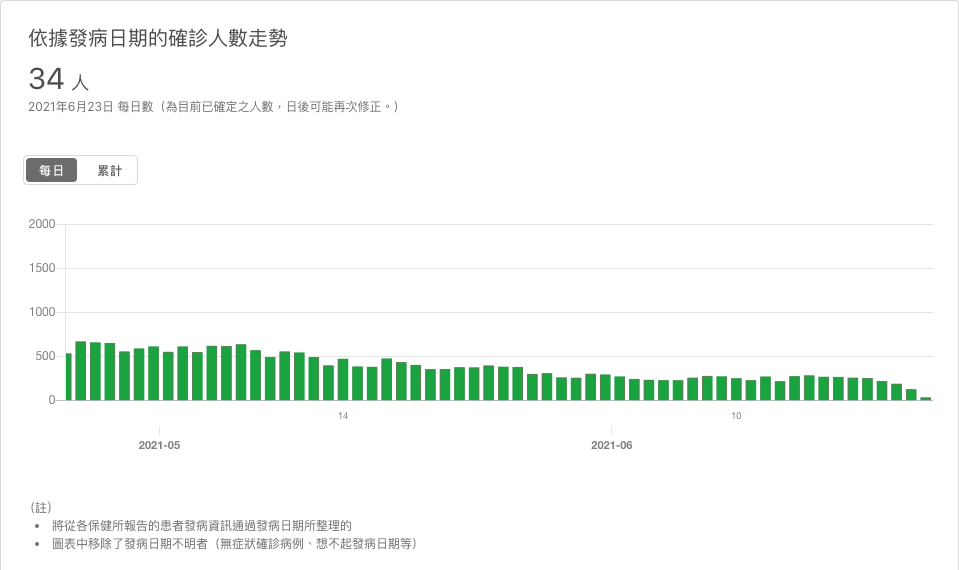 依據發病日期的確診人數走勢
34 人
2021年6月23日 每日數（為目前已確定之人數，日後可能再次修正。）
每日 累計
2000
1500
1000
500
0
14 10
2021-05 2021-06
（註）
• 將從各保健所報告的患者發病資訊通過發病日期所整理的
• 圖表中移除了發病日期不明者（無症狀確診病例、想不起發病日期等）